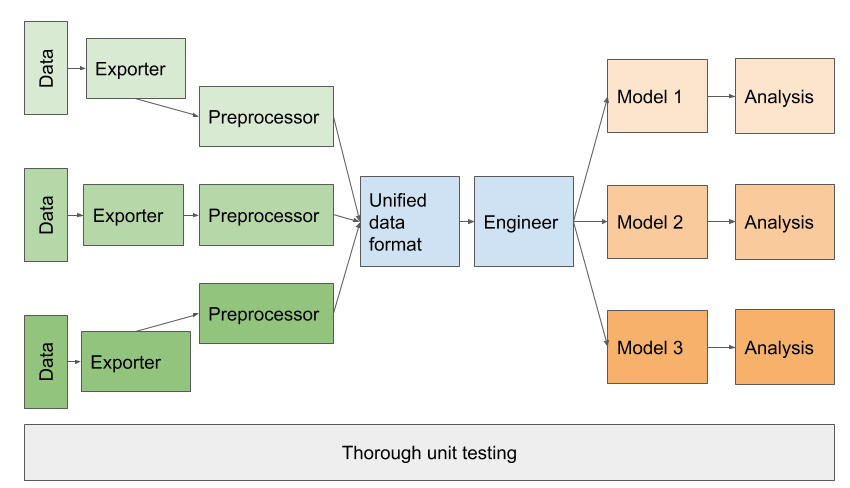 Data
Exporter
Preprocessor
Data
Exporter
Preprocessor
Data
Exporter
Preprocessor
Unified
data
format
Engineer
Model 1
Analysis
Model 2
Analysis
Model 3
Analysis
Thorough unit testing